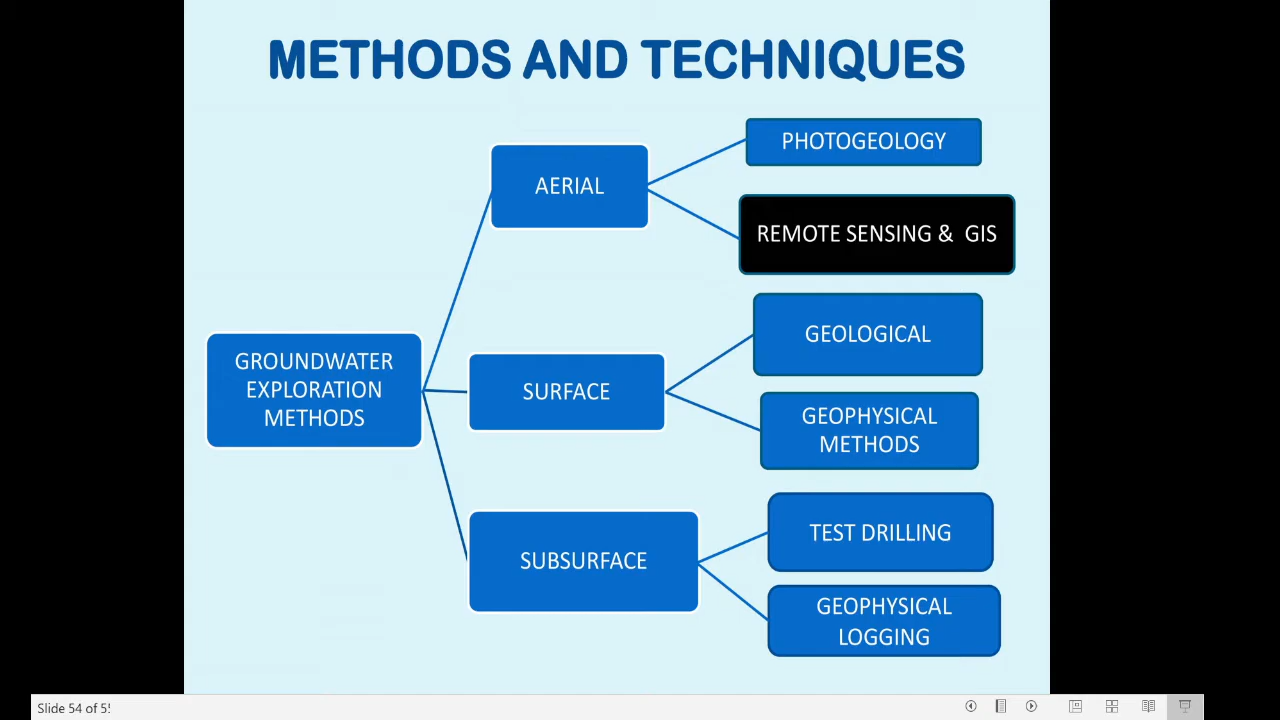 METHODS AND TECHNIQUES
PHOTOGEOLOGY
AERIAL
REMOTE SENSING & GIS
GEOLOGICAL
GROUNDWATER
EXPLORATION
METHODS
SURFACE
GEOPHYSICAL
METHODS
TEST DRILLING
SUBSURFACE
GEOPHYSICAL
LOGGING
Slide 54 of 5!